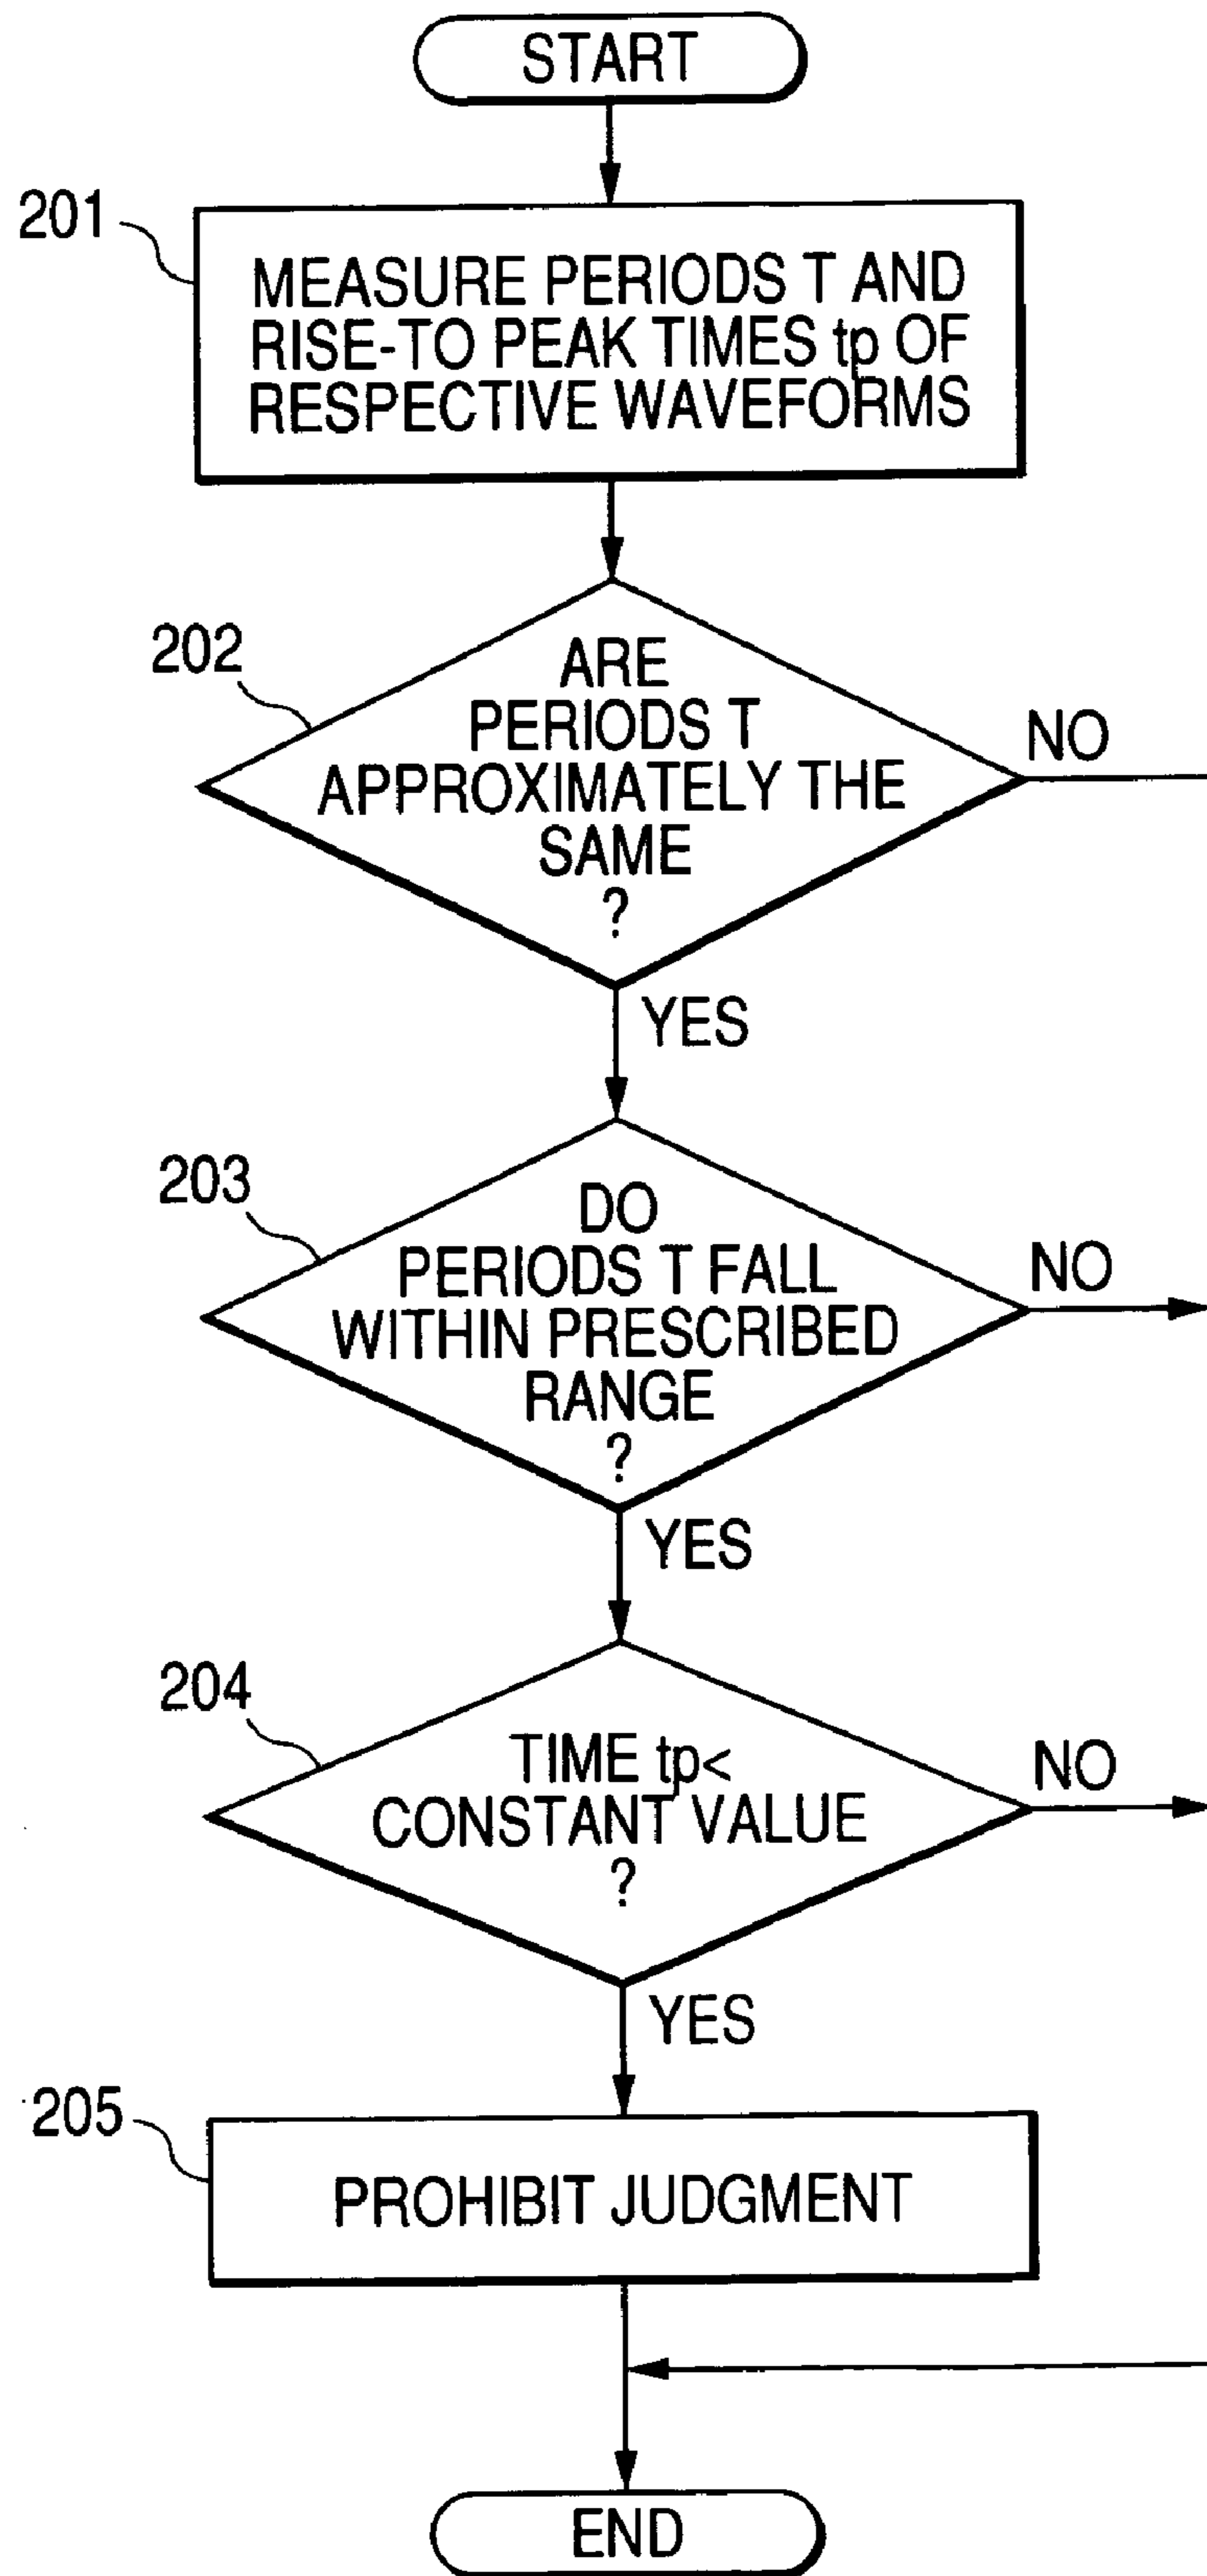 START
201
MEASURE PERIODS T AND
RISE-TO PEAK TIMES tp OF
RESPECTIVE WAVEFORMS
202
ARE
PERIODS T
APPROXIMATELY THE
SAME
?
NO
YES
203
DO
PERIODS T FALL
WITHIN PRESCRIBED
RANGE
?
NO
YES
204
TIME tp<
CONSTANT VALUE
?
NO
YES
205
PROHIBIT JUDGMENT
END